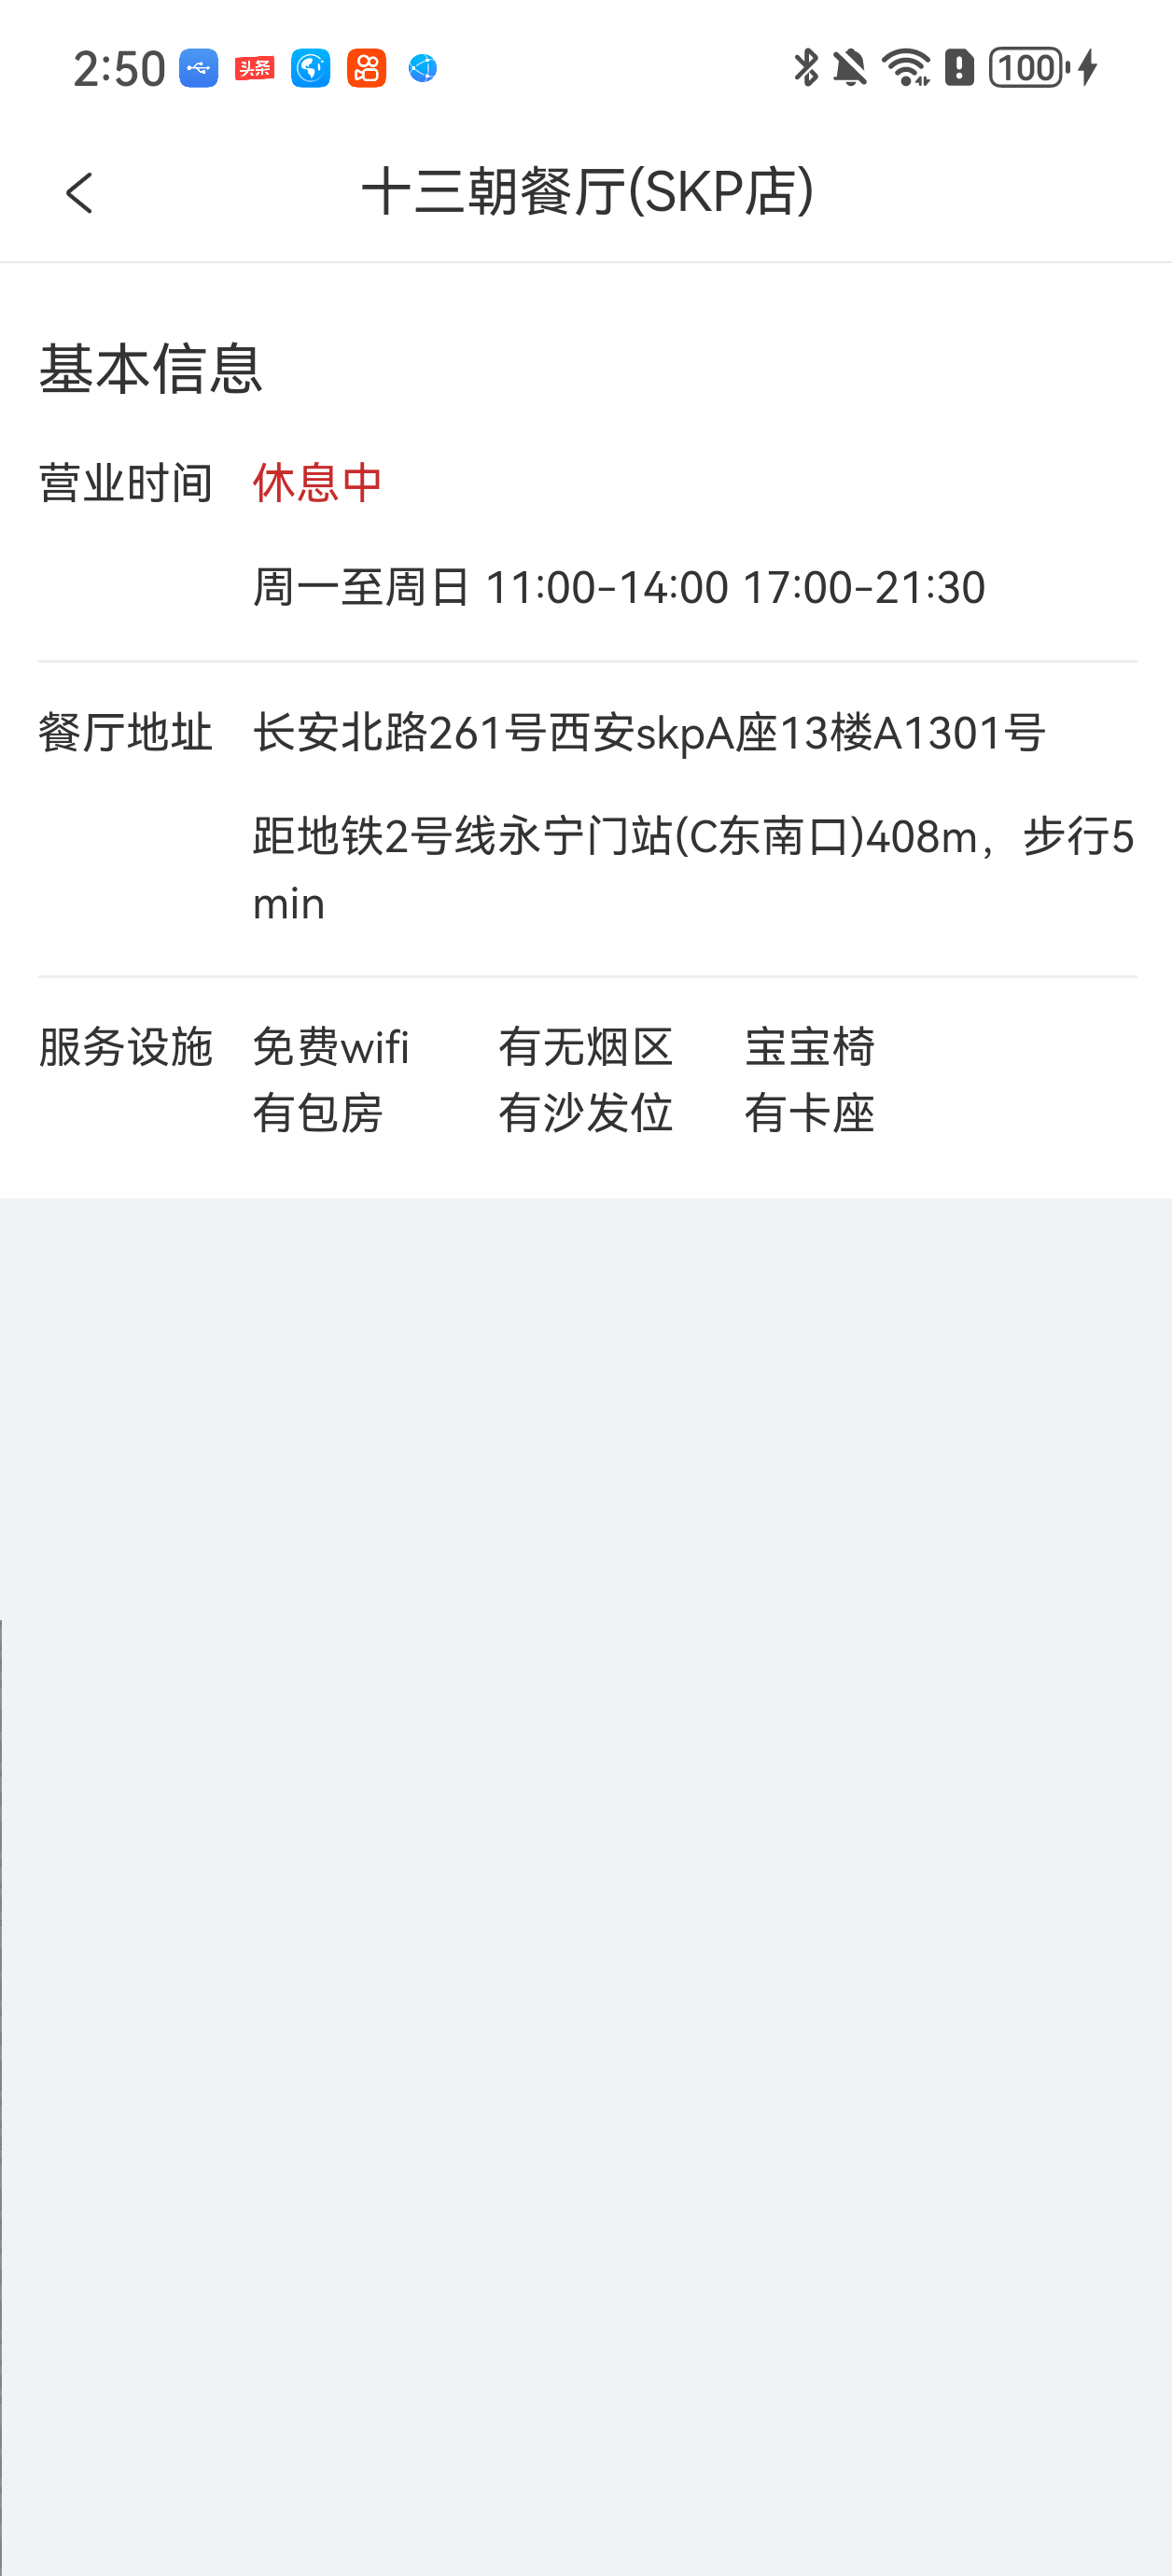 2:50 头条 100
十三朝餐厅(SKP店)
基本信息
营业时间 休息中
周一至周日 11:00-14:00 17:00-21:30
餐厅地址 长安北路261号西安skpA座13楼A1301号
距地铁2号线永宁门站(C东南口)408m，步行5
min
服务设施 免费wifi 有无烟区 宝宝椅
有包房 有沙发位 有卡座